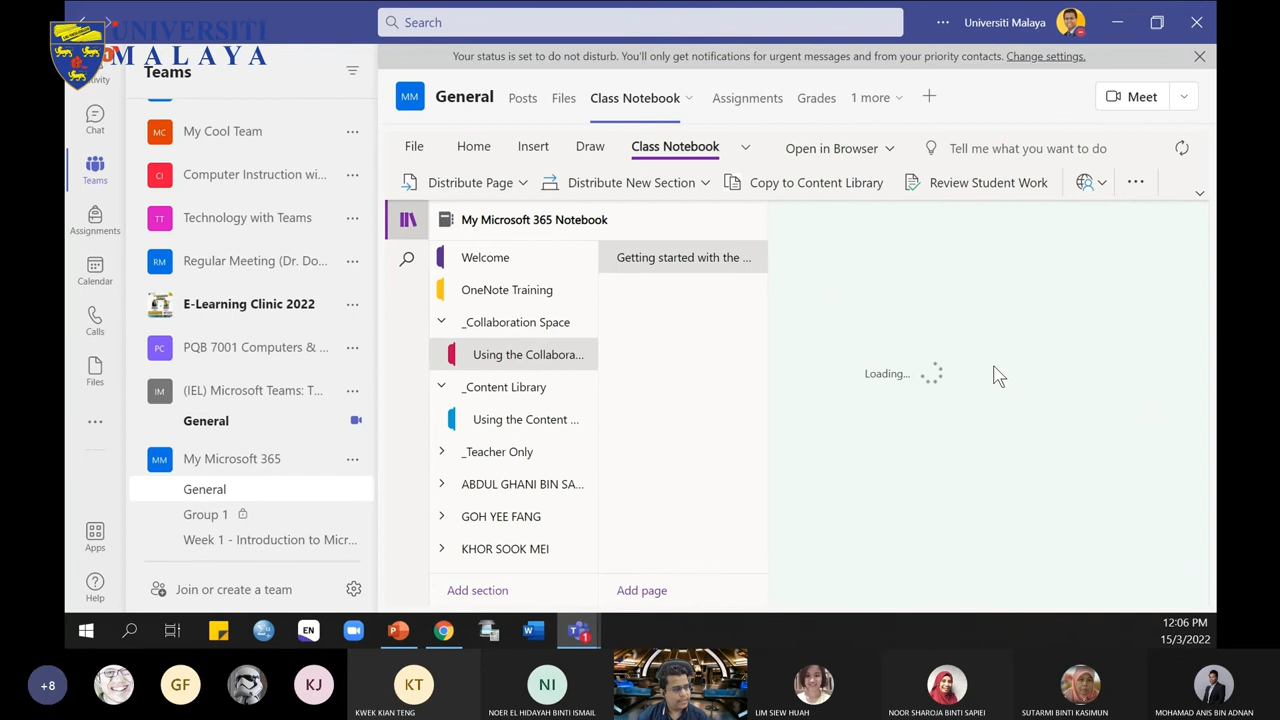 UNIVERSITI
MALAYA
Search
Universiti Malaya
Your status is set to do not disturb. You'll only get notifications for urgent messages and from your priority contacts. Change settings.
Chat
Teams
Assignments
Calendar
Calls
Files
Apps
Help
Teams
MC My Cool Team
CI Computer Instruction wi...
TT Technology with Teams
RM Regular Meeting (Dr. Do...
E-Learning Clinic 2022
PC PQB 7001 Computers & ...
IM (IEL) Microsoft Teams: T...
General
MM My Microsoft 365
General
Group 1
Week 1 - Introduction to Micr...
Join or create a team
MM General Posts Files Class Notebook Assignments Grades 1 more
Meet
File Home Insert Draw Class Notebook Open in Browser Tell me what you want to do
Distribute Page Distribute New Section Copy to Content Library Review Student Work
My Microsoft 365 Notebook
Welcome
OneNote Training
_Collaboration Space
Using the Collabora...
_Content Library
Using the Content ...
_Teacher Only
ABDUL GHANI BIN SA...
GOH YEE FANG
KHOR SOOK MEI
Add section
Getting started with the ...
Add page
Loading...
EN
1
12:06 PM
15/3/2022
+8
GF
KJ
KT
NI
KWEK KIAN TENG
NOER EL HIDAYAH BINTI ISMAIL
LIM SIEW HUAH
NOOR SHAROJA BINTI SAPIEI
SUTARMI BINTI KASIMUN
MOHAMAD ANIS BIN ADNAN